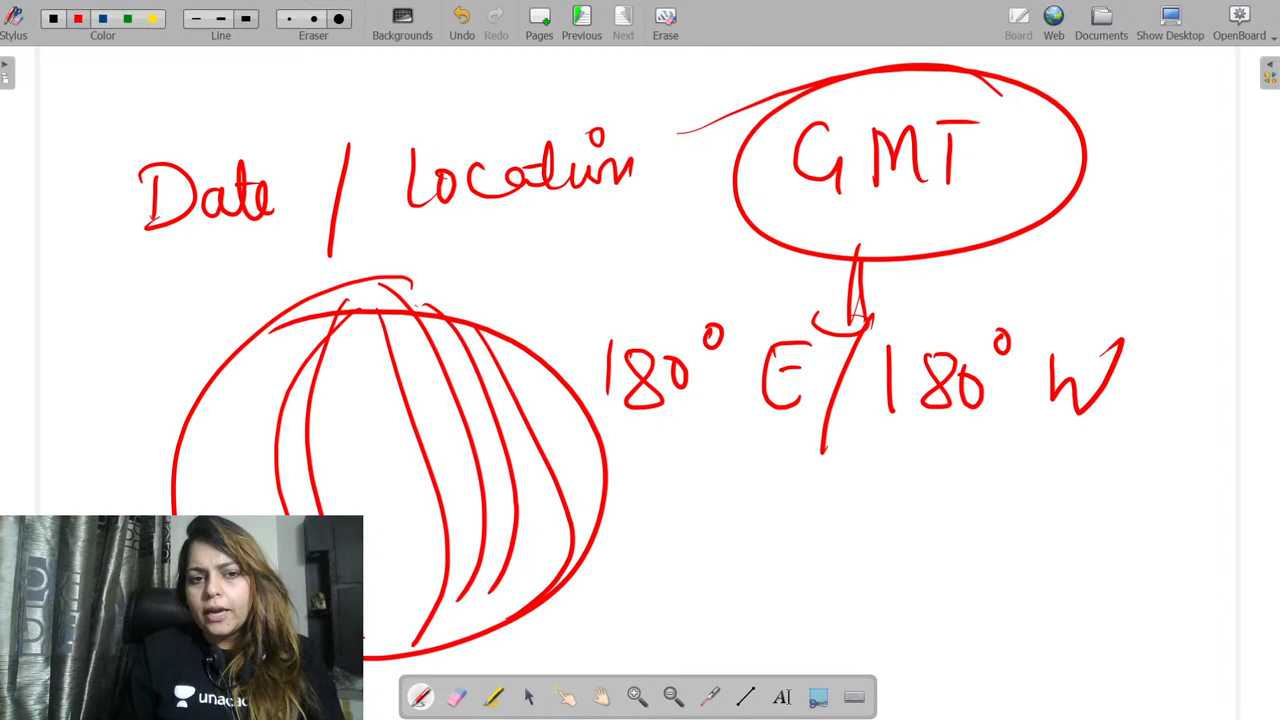 Stylus
Color
Line
Eraser
Backgrounds
Undo
Redo
Pages
Previous
Next
Erase
Board
Web
Documents
Show Desktop
OpenBoard
Date / Location
GMT
180° E / 180° W
unacad